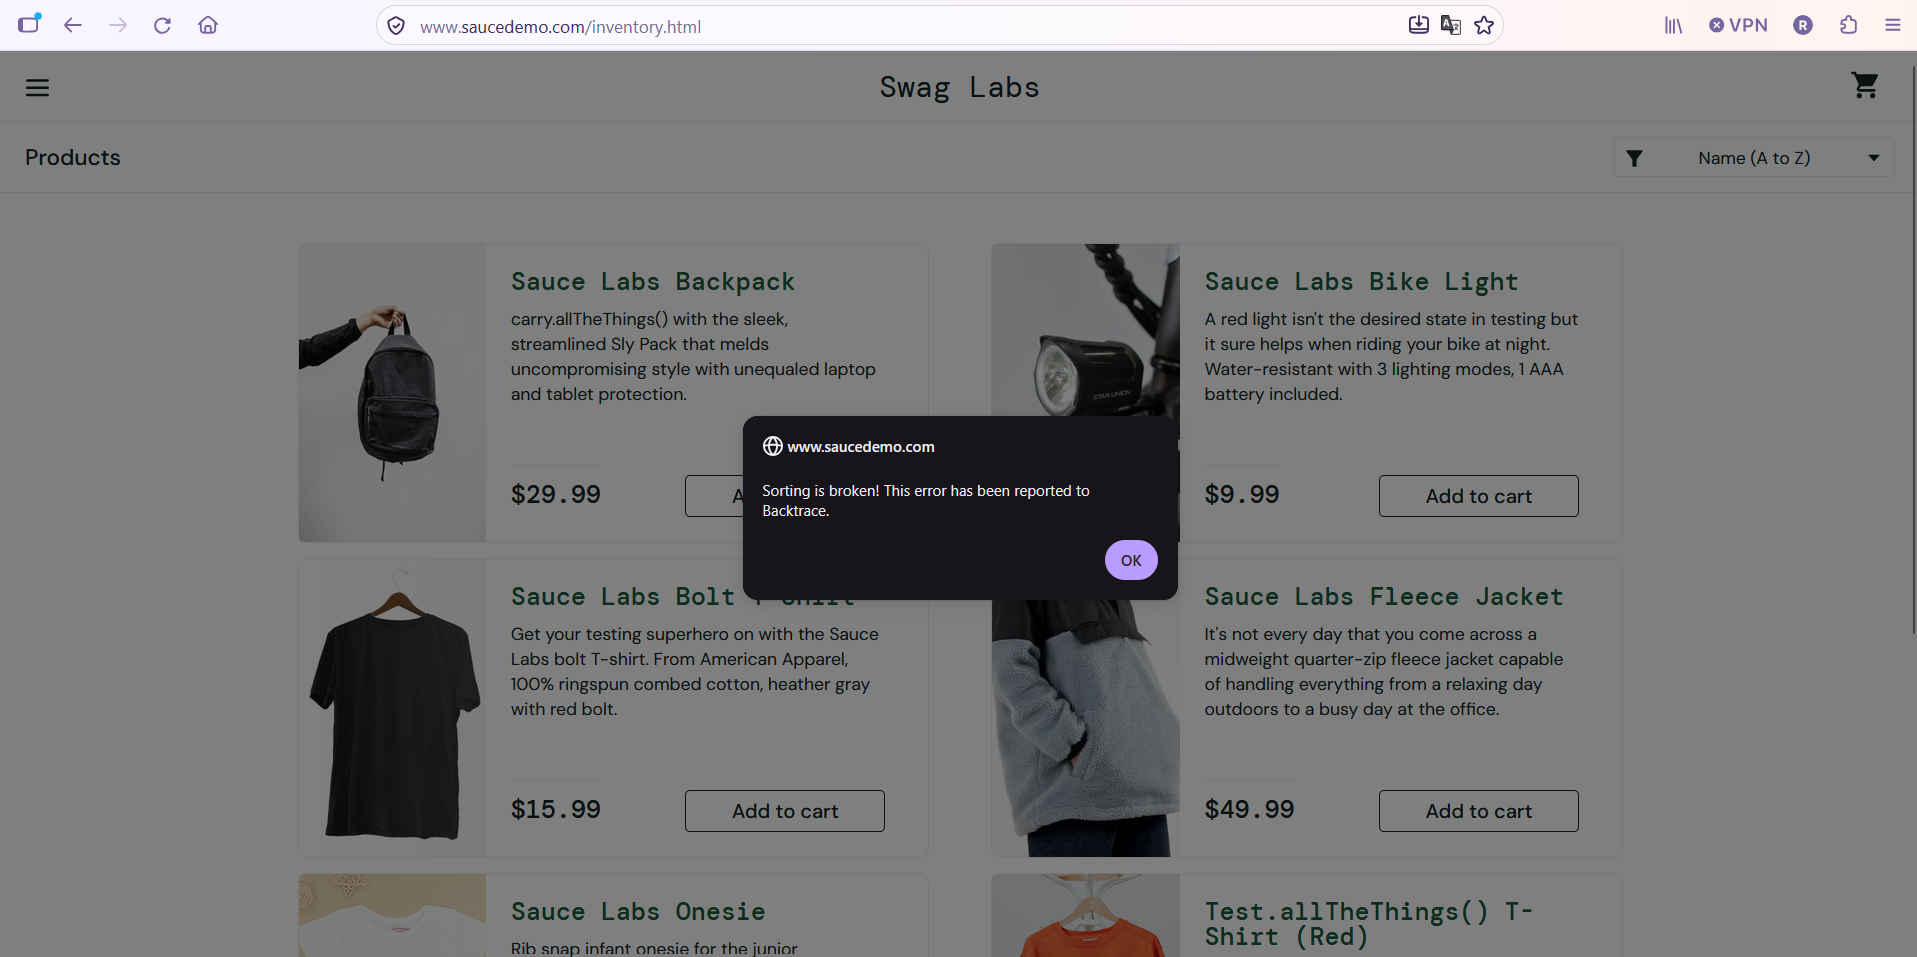 www.saucedemo.com/inventory.html
VPN
R
Swag Labs
Products
Name (A to Z)
Sauce Labs Backpack
carry.allTheThings() with the sleek,
streamlined Sly Pack that melds
uncompromising style with unequaled laptop
and tablet protection.
$29.99
A
Sauce Labs Bike Light
A red light isn't the desired state in testing but
it sure helps when riding your bike at night.
Water-resistant with 3 lighting modes, 1 AAA
battery included.
STAR UNION
$9.99
Add to cart
www.saucedemo.com
Sorting is broken! This error has been reported to
Backtrace.
OK
Sauce Labs Bolt T-Shirt
Get your testing superhero on with the Sauce
Labs bolt T-shirt. From American Apparel,
100% ringspun combed cotton, heather gray
with red bolt.
$15.99
Add to cart
Sauce Labs Fleece Jacket
It's not every day that you come across a
midweight quarter-zip fleece jacket capable
of handling everything from a relaxing day
outdoors to a busy day at the office.
$49.99
Add to cart
Sauce Labs Onesie
Rib snap infant onesie for the junior
Test.allTheThings() T-
Shirt (Red)